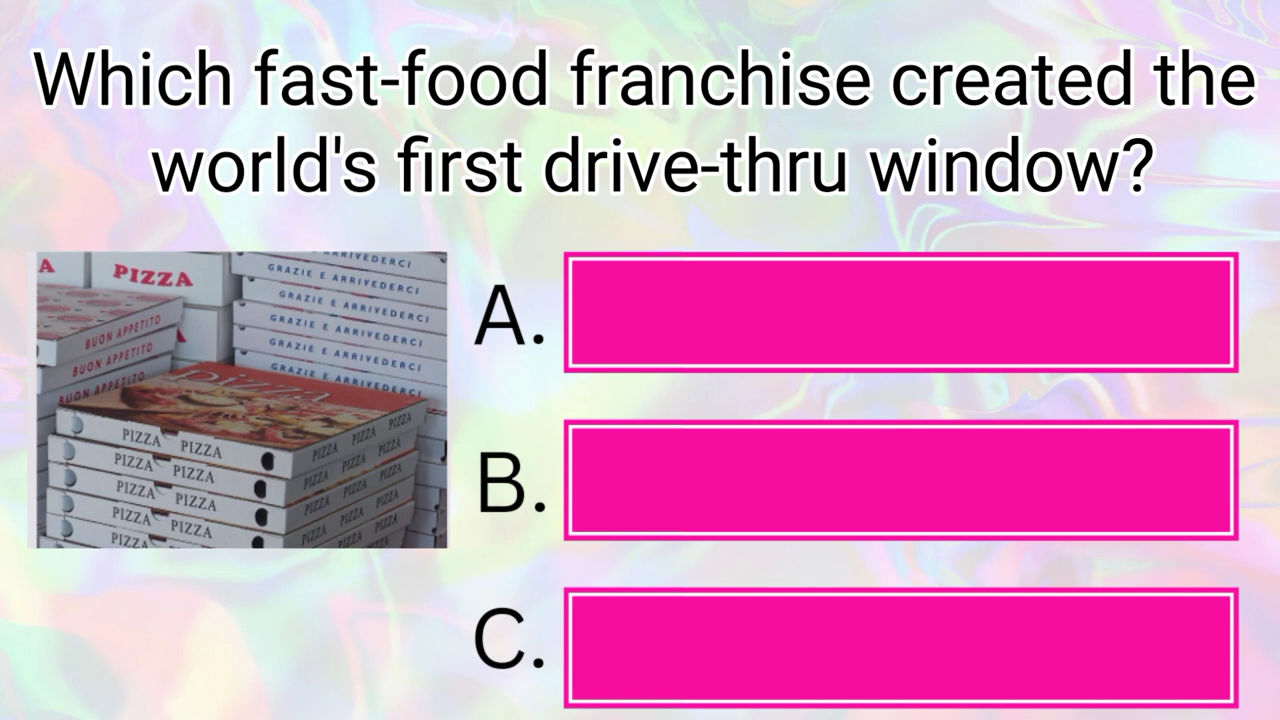 Which fast-food franchise created the
world's first drive-thru window?
A
PIZZA
ARRIVEDERCI
GRAZIE E ARRIVEDERCI
GRAZIE E ARRIVEDERCI
GRAZIE E ARRIVEDERCI
GRAZIE E ARRIVEDERCI
GRAZIE E ARRIVEDERCI
BUON APPETITO
BUON APPETITO
BUON APPETITO
PIZZA
PIZZA PIZZA PIZZA PIZZA PIZZA
PIZZA PIZZA PIZZA PIZZA PIZZA
PIZZA PIZZA PIZZA PIZZA PIZZA
PIZZA PIZZA PIZZA PIZZA PIZZA
PIZZA PIZZA PIZZA PIZZA PIZZA
A.
B.
C.